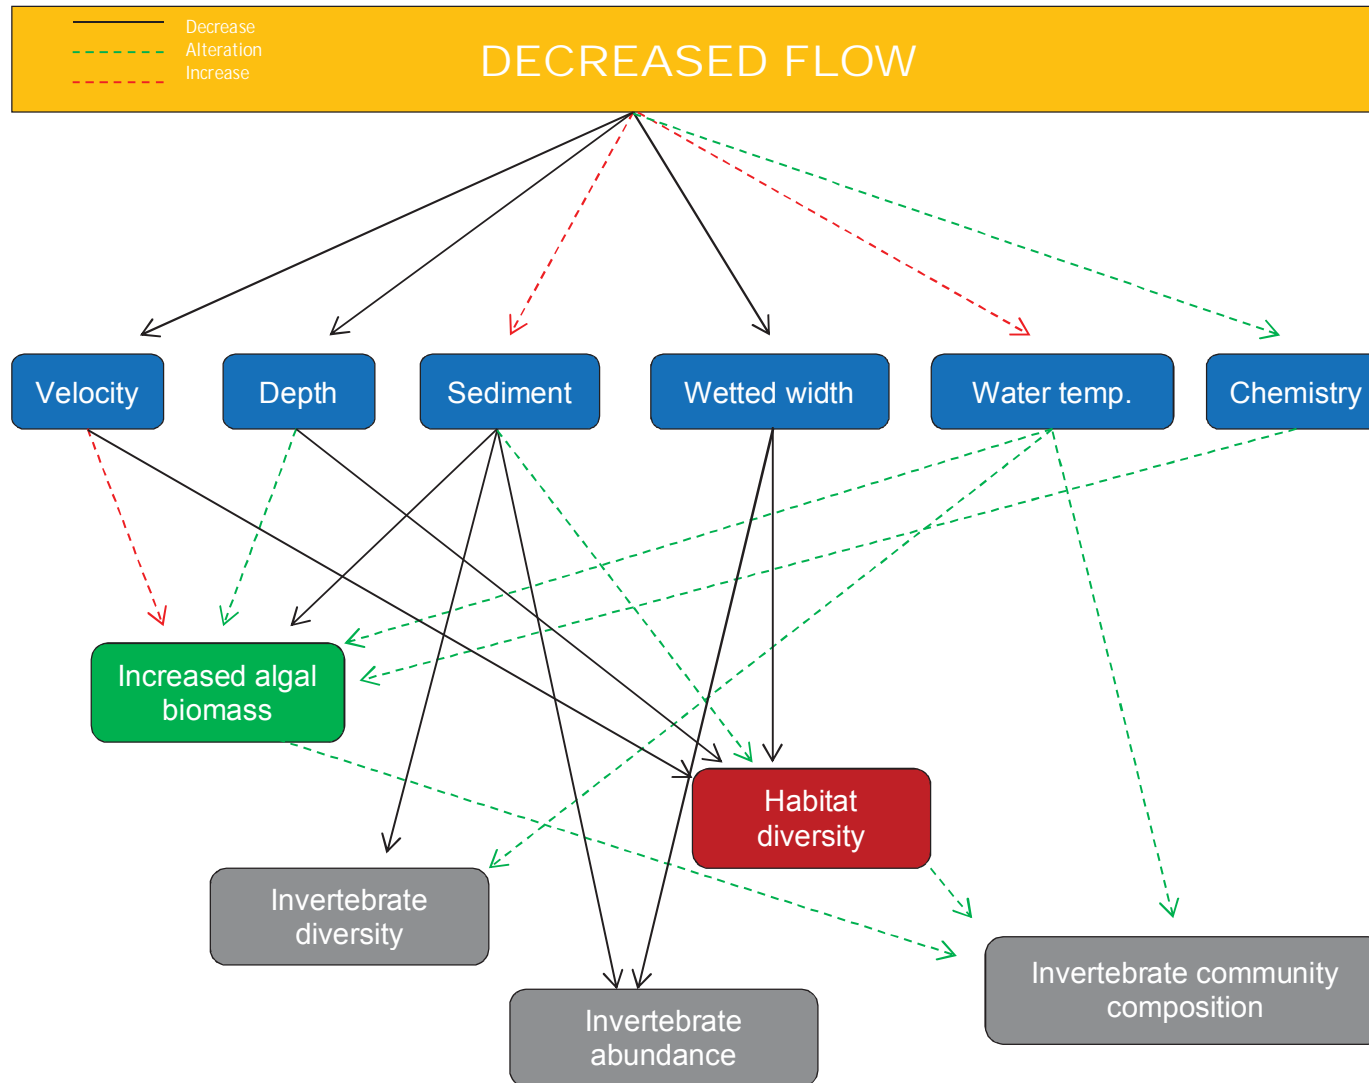 Decrease
Alteration
Increase
DECREASED FLOW
Velocity
Depth
Sediment
Wetted width
Water temp.
Chemistry
Increased algal
biomass
Habitat
diversity
Invertebrate
diversity
Invertebrate community
composition
Invertebrate
abundance